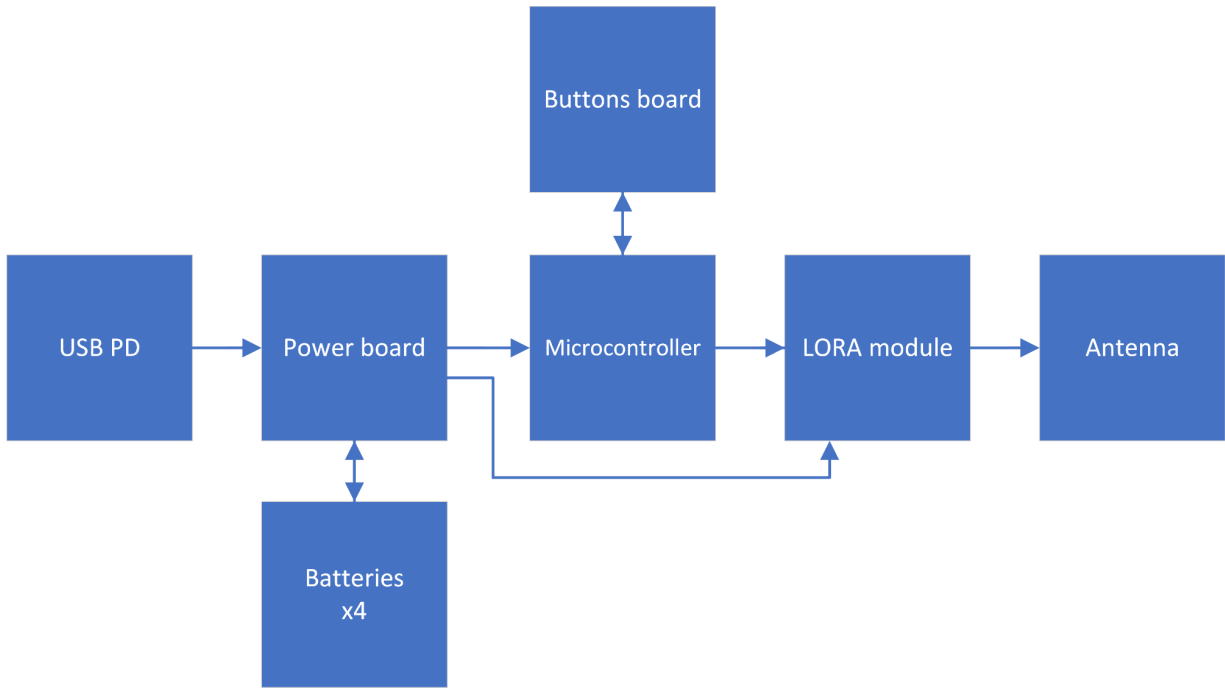 Buttons board
USB PD
Power board
Microcontroller
LORA module
Antenna
Batteries
x4